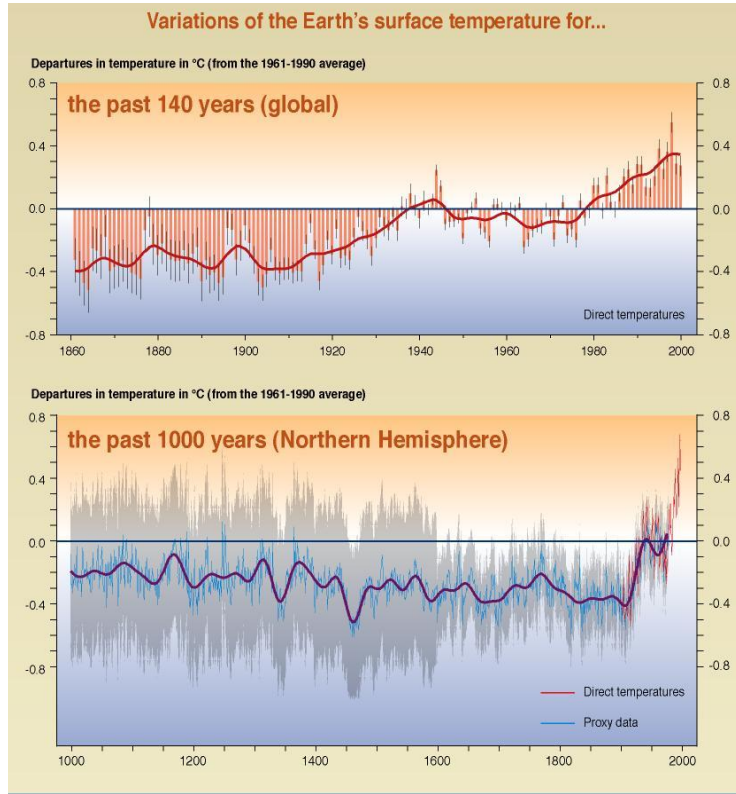 Variations of the Earth's surface temperature for...
Departures in temperature in °C (from the 1961-1990 average)
the past 140 years (global)
0.8 0.8
0.4 0.4
0.0 0.0
-0.4 -0.4
-0.8 -0.8
Direct temperatures
1860 1880 1900 1920 1940 1960 1980 2000
Departures in temperature in °C (from the 1961-1990 average)
the past 1000 years (Northern Hemisphere)
0.8 0.8
0.4 0.4
0.0 0.0
-0.4 -0.4
-0.8 -0.8
Direct temperatures
Proxy data
1000 1200 1400 1600 1800 2000